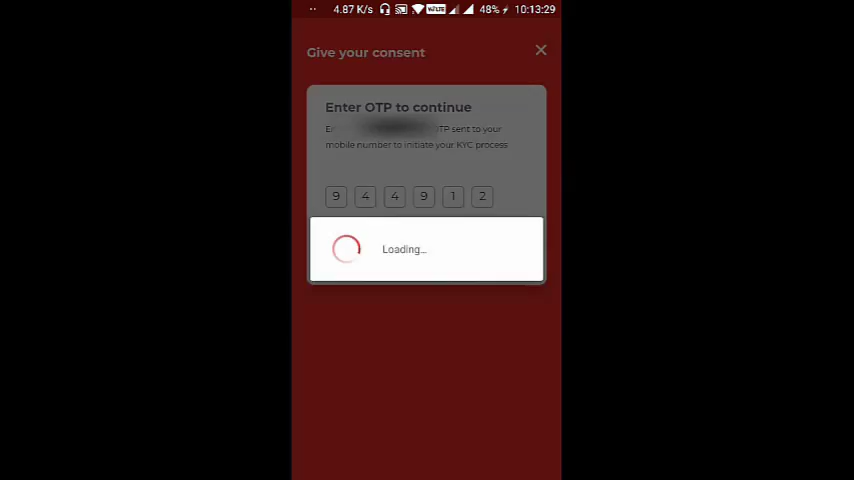 4.87 K/s VoLTE 48% 10:13:29
Give your consent
Enter OTP to continue
sent to your
mobile number to initiate your KYC process
9 4 4 9 1 2
Loading...